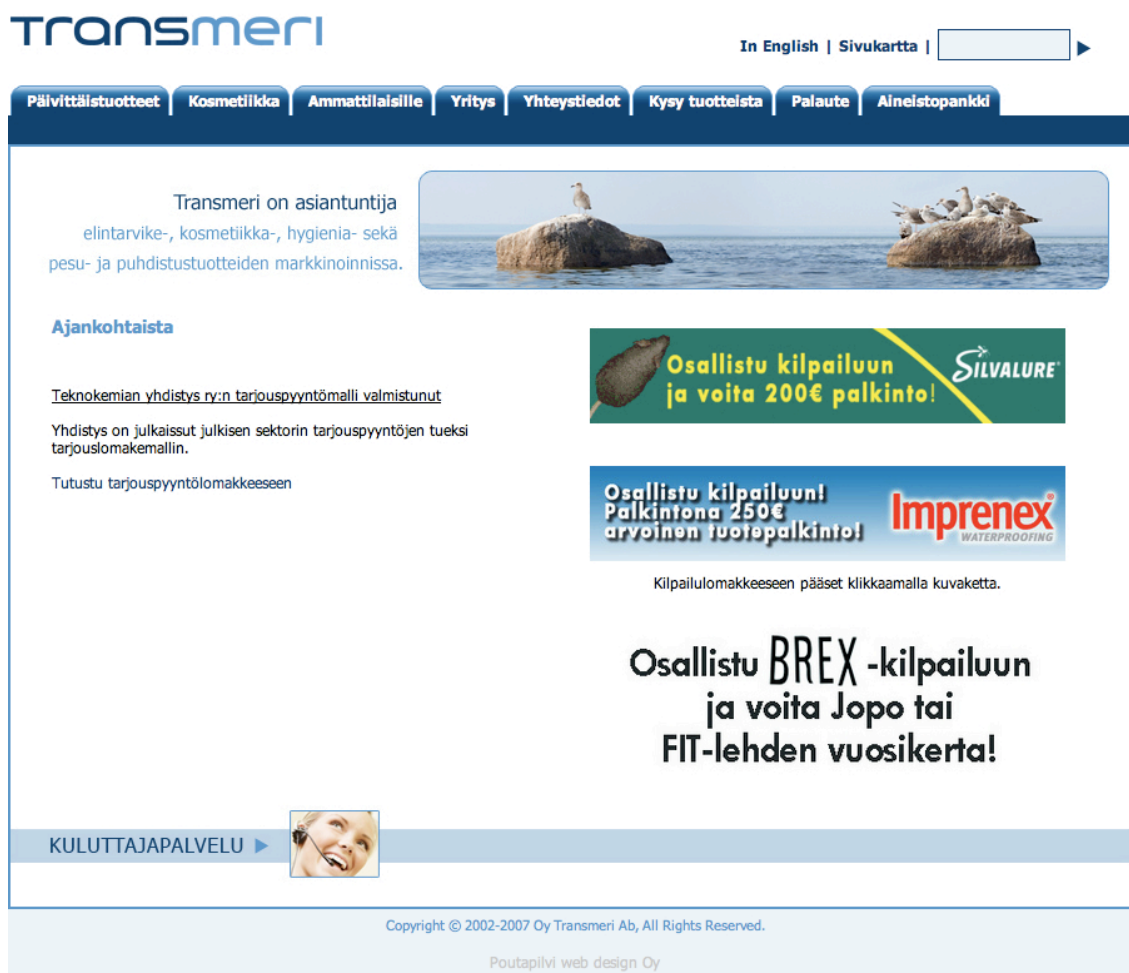 Transmeri
In English | Sivukartta |
Päivittäistuotteet Kosmetiikka Ammattilaisille Yritys Yhteystiedot Kysy tuotteista Palaute Aineistopankki
Transmeri on asiantuntija
elintarvike-, kosmetiikka-, hygienia- sekä
pesu- ja puhdistustuotteiden markkinoinnissa.
Ajankohtaista
Teknokemian yhdistys ry:n tarjouspyyntömalli valmistunut
Yhdistys on julkaissut julkisen sektorin tarjouspyyntöjen tueksi
tarjouslomakemallin.
Tutustu tarjouspyyntölomakkeeseen
Osallistu kilpailuun
ja voita 200€ palkinto!
SILVALURE
Osallistu kilpailuun!
Palkintona 250€
arvoinen tuotepalkinto!
Imprenex®
WATERPROOFING
Kilpailulomakkeeseen pääset klikkaamalla kuvaketta.
Osallistu BREX -kilpailuun
ja voita Jopo tai
FIT-lehden vuosikerta!
KULUTTAJAPALVELU
Copyright © 2002-2007 Oy Transmeri Ab, All Rights Reserved.
Poutapilvi web design Oy